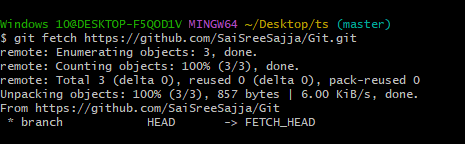 Windows 10@DESKTOP-F5QOD1V MINGW64 ~/Desktop/ts (master)
$ git fetch https://github.com/SaiSreeSajja/Git.git
remote: Enumerating objects: 3, done.
remote: Counting objects: 100% (3/3), done.
remote: Total 3 (delta 0), reused 0 (delta 0), pack-reused 0
Unpacking objects: 100% (3/3), 857 bytes | 6.00 KiB/s, done.
From https://github.com/SaiSreeSajja/Git
 * branch            HEAD       -> FETCH_HEAD